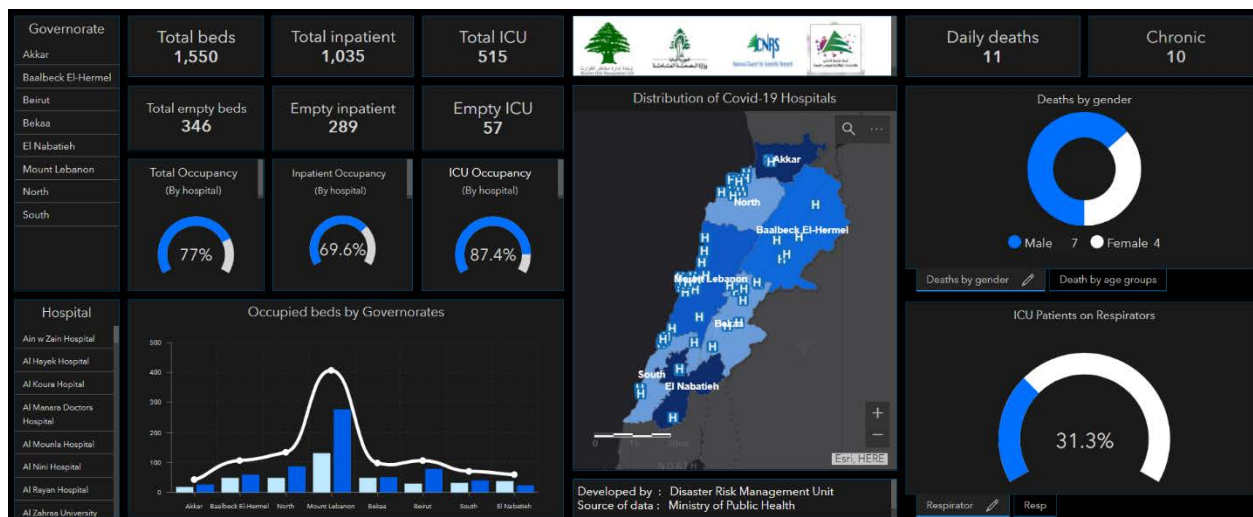 Governorate
Akkar
Baalbeck El-Hermel
Beirut
Bekaa
El Nabatieh
Mount Lebanon
North
South
Total beds
1,550
Total inpatient
1,035
Total ICU
515
Total empty beds
346
Empty inpatient
289
Empty ICU
57
Total Occupancy
(By hospital)
77%
Inpatient Occupancy
(By hospital)
69.6%
ICU Occupancy
(By hospital)
87.4%
Hospital
Ain w Zain Hospital
Al Hayek Hospital
Al Koura Hopital
Al Manara Doctors
Hospital
Al Mounla Hospital
Al Nini Hospital
Al Rayan Hospital
Al Zahraa University
Occupied beds by Governorates
500
400
300
200
100
0
Akkar Baalbeck El-Hermel North Mount Lebanon Bekaa Beirut South El Nabatieh
CNRS
Distribution of Covid-19 Hospitals
Akkar
North
Baalbeck El-Hermel
Mount Lebanon
Bekaa
South
El Nabatieh
NORTH
Esri, HERE
Developed by : Disaster Risk Management Unit
Source of data : Ministry of Public Health
Daily deaths
11
Chronic
10
Deaths by gender
Male 7 Female 4
Deaths by gender Death by age groups
ICU Patients on Respirators
31.3%
Respirator Resp